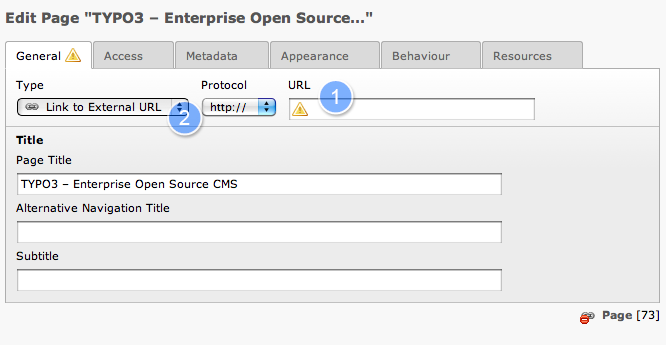 Edit Page "TYPO3 – Enterprise Open Source..."
General Access Metadata Appearance Behaviour Resources
Type Protocol URL
1
Link to External URL http://
2
Title
Page Title
TYPO3 – Enterprise Open Source CMS
Alternative Navigation Title
Subtitle
Page [73]